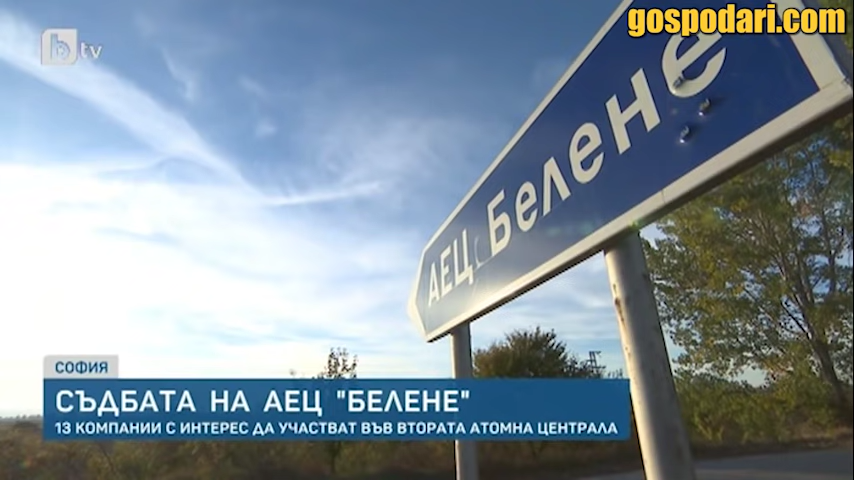 gospodari.com
btv
АЕЦ Белене
СОФИЯ
СЪДБАТА НА АЕЦ "БЕЛЕНЕ"
13 КОМПАНИИ С ИНТЕРЕС ДА УЧАСТВАТ ВЪВ ВТОРАТА АТОМНА ЦЕНТРАЛА